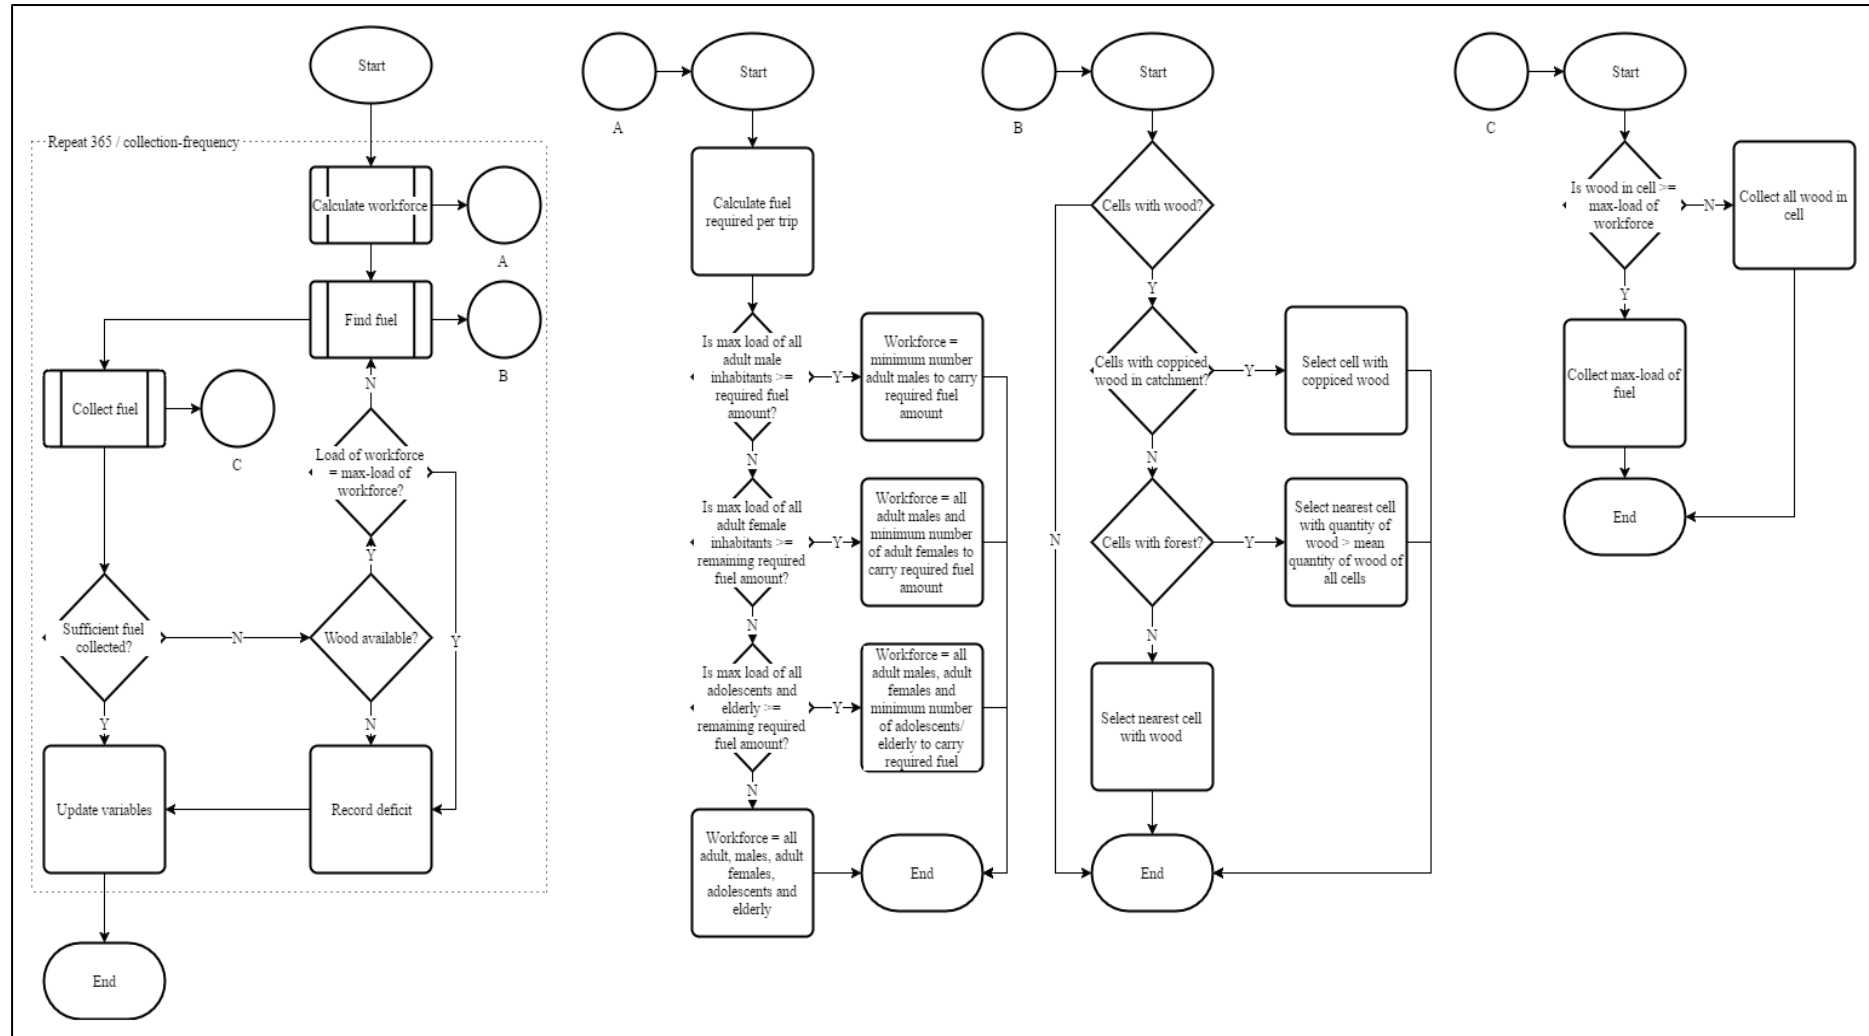 Start
Repeat 365 / collection-frequency
Calculate workforce
A
Find fuel
B
Collect fuel
C
N
Load of workforce
= max-load of
workforce?
Y
Sufficient fuel
collected?
N
Wood available?
Y
Y
N
Update variables
Record deficit
End
A
Start
Calculate fuel
required per trip
Is max load of all
adult male
inhabitants >=
required fuel
amount?
Y
Workforce =
minimum number
adult males to carry
required fuel
amount
N
Is max load of all
adult female
inhabitants >=
remaining required
fuel amount?
Y
Workforce = all
adult males and
minimum number
of adult females to
carry required fuel
amount
N
Is max load of all
adolescents and
elderly >=
remaining required
fuel amount?
Y
Workforce = all
adult males, adult
females and
minimum number
of adolescents/
elderly to carry
required fuel
N
Workforce = all
adult, males, adult
females,
adolescents and
elderly
End
B
Start
Cells with wood?
Y
N
Cells with coppiced
wood in catchment?
Y
Select cell with
coppiced wood
N
Cells with forest?
Y
Select nearest cell
with quantity of
wood > mean
quantity of wood of
all cells
N
Select nearest cell
with wood
End
C
Start
Is wood in cell >=
max-load of
workforce
N
Collect all wood in
cell
Y
Collect max-load of
fuel
End